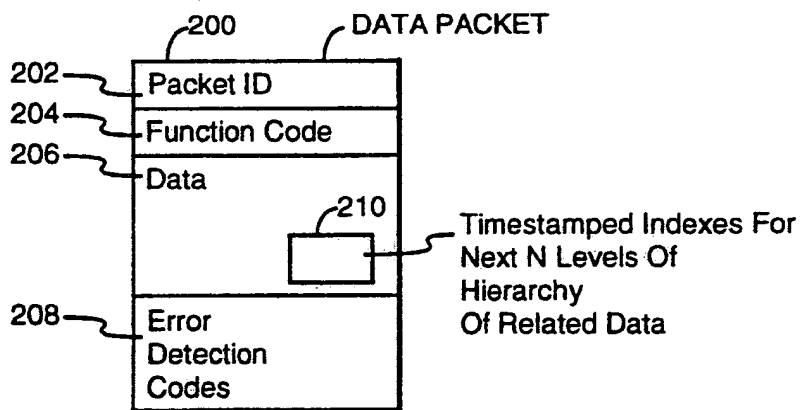 200
DATA PACKET
202
Packet ID
204
Function Code
206
Data
210
Timestamped Indexes For
Next N Levels Of
Hierarchy
Of Related Data
208
Error
Detection
Codes